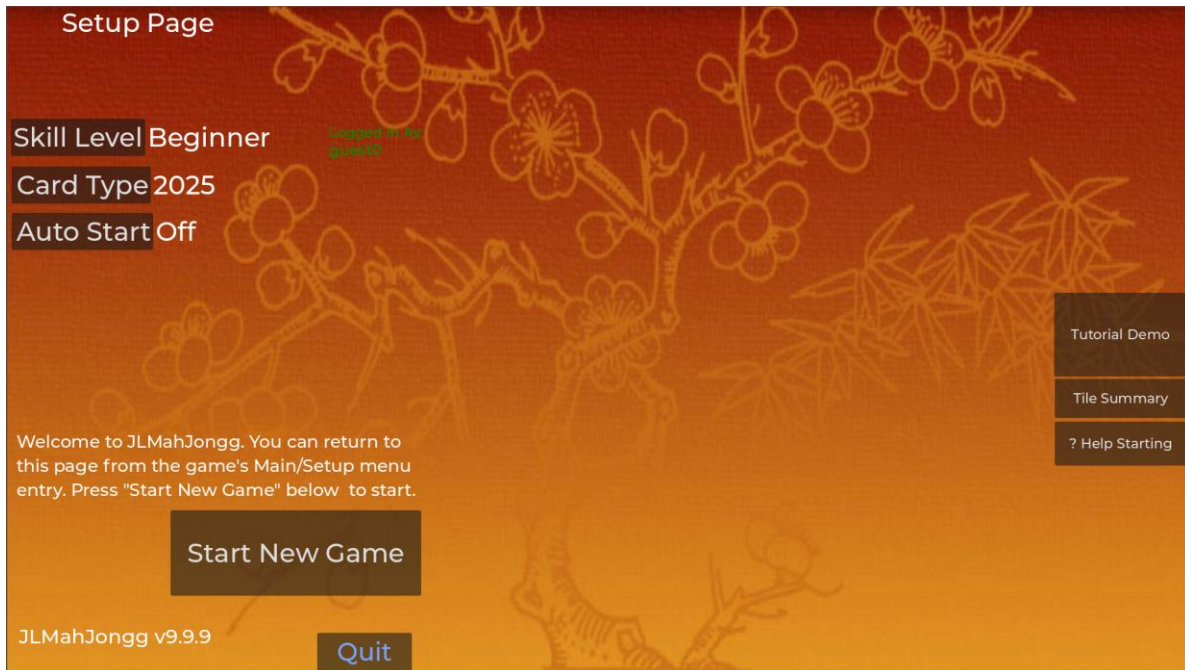 Setup Page
Skill Level Beginner
Logged In As:
guest0
Card Type 2025
Auto Start Off
Tutorial Demo
Tile Summary
? Help Starting
Welcome to JLMahJongg. You can return to
this page from the game's Main/Setup menu
entry. Press "Start New Game" below  to start.
Start New Game
JLMahJongg v9.9.9
Quit